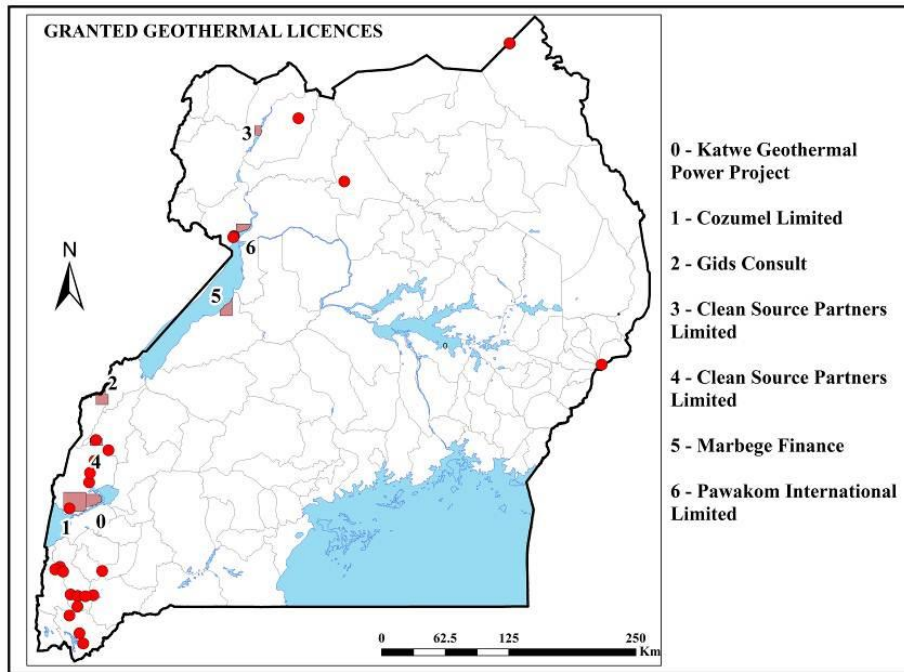 GRANTED GEOTHERMAL LICENCES
3
N
6
5
2
4
1
0
0 - Katwe Geothermal
Power Project
1 - Cozumel Limited
2 - Gids Consult
3 - Clean Source Partners
Limited
4 - Clean Source Partners
Limited
5 - Marbege Finance
6 - Pawakom International
Limited
0 62.5 125 250
Km